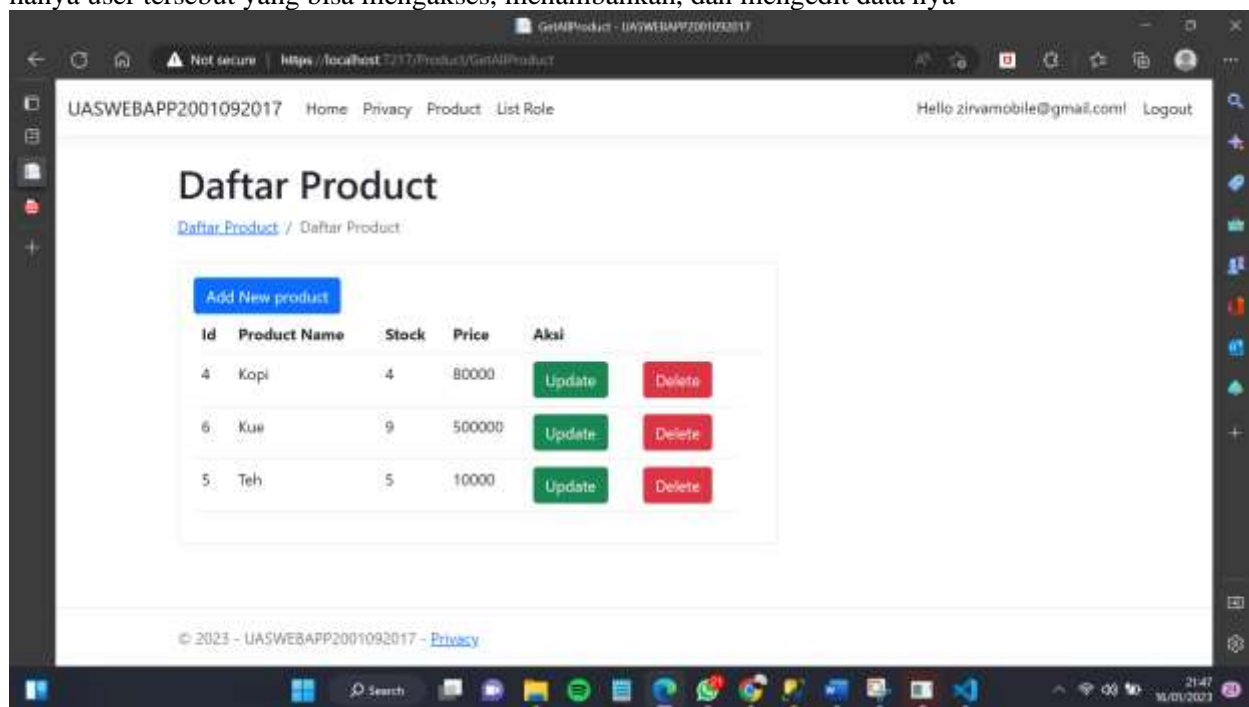 hanya user tersebut yang bisa mengakses, menambahkan, dan mengedit data nya
GetAllProduct - UASWEBAPP2001092017
Not secure | https://localhost:7217/Product/GetAllProduct
UASWEBAPP2001092017 Home Privacy Product List Role Hello zirvamobile@gmail.com! Logout
Daftar Product
Daftar Product / Daftar Product
Add New product
Id Product Name Stock Price Aksi
4 Kopi 4 80000 Update Delete
6 Kue 9 500000 Update Delete
5 Teh 5 10000 Update Delete
© 2023 - UASWEBAPP2001092017 - Privacy
Search
21:47
16/01/2023